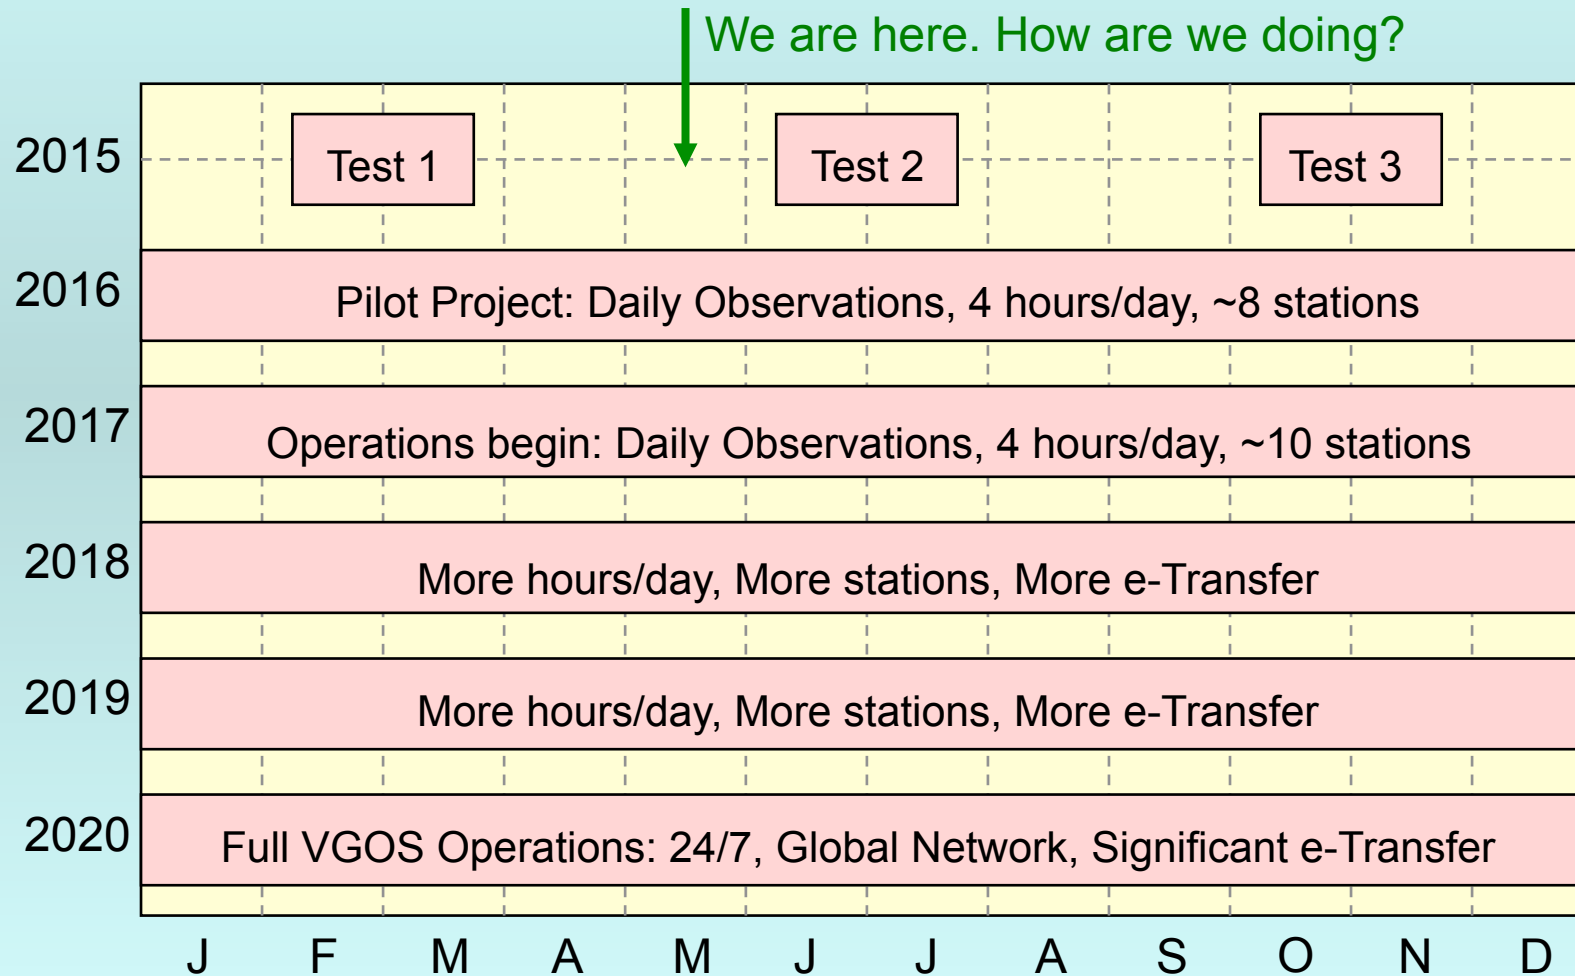 We are here. How are we doing?
2015
Test 1
Test 2
Test 3
2016
Pilot Project: Daily Observations, 4 hours/day, ~8 stations
2017
Operations begin: Daily Observations, 4 hours/day, ~10 stations
2018
More hours/day, More stations, More e-Transfer
2019
More hours/day, More stations, More e-Transfer
2020
Full VGOS Operations: 24/7, Global Network, Significant e-Transfer
J F M A M J J A S O N D